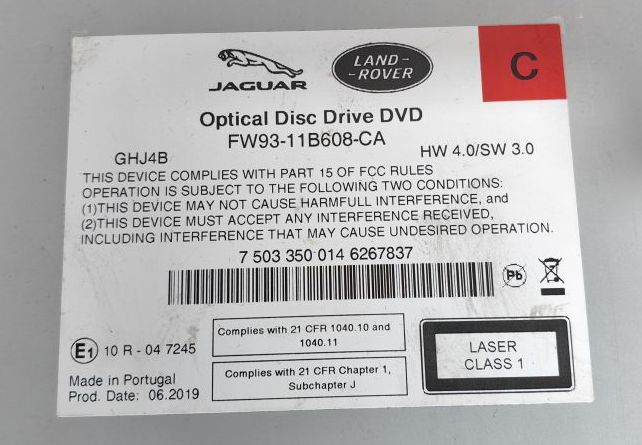 JAGUAR
LAND-
-ROVER
C
Optical Disc Drive DVD
FW93-11B608-CA
GHJ4B
HW 4.0/SW 3.0
THIS DEVICE COMPLIES WITH PART 15 OF FCC RULES
OPERATION IS SUBJECT TO THE FOLLOWING TWO CONDITIONS:
(1)THIS DEVICE MAY NOT CAUSE HARMFULL INTERFERENCE, and
(2)THIS DEVICE MUST ACCEPT ANY INTERFERENCE RECEIVED,
INCLUDING INTERFERENCE THAT MAY CAUSE UNDESIRED OPERATION.
7 503 350 014 6267837
Pb
E1 10 R - 04 7245
Made in Portugal
Prod. Date: 06.2019
Complies with 21 CFR 1040.10 and
1040.11
Complies with 21 CFR Chapter 1,
Subchapter J
LASER
CLASS 1